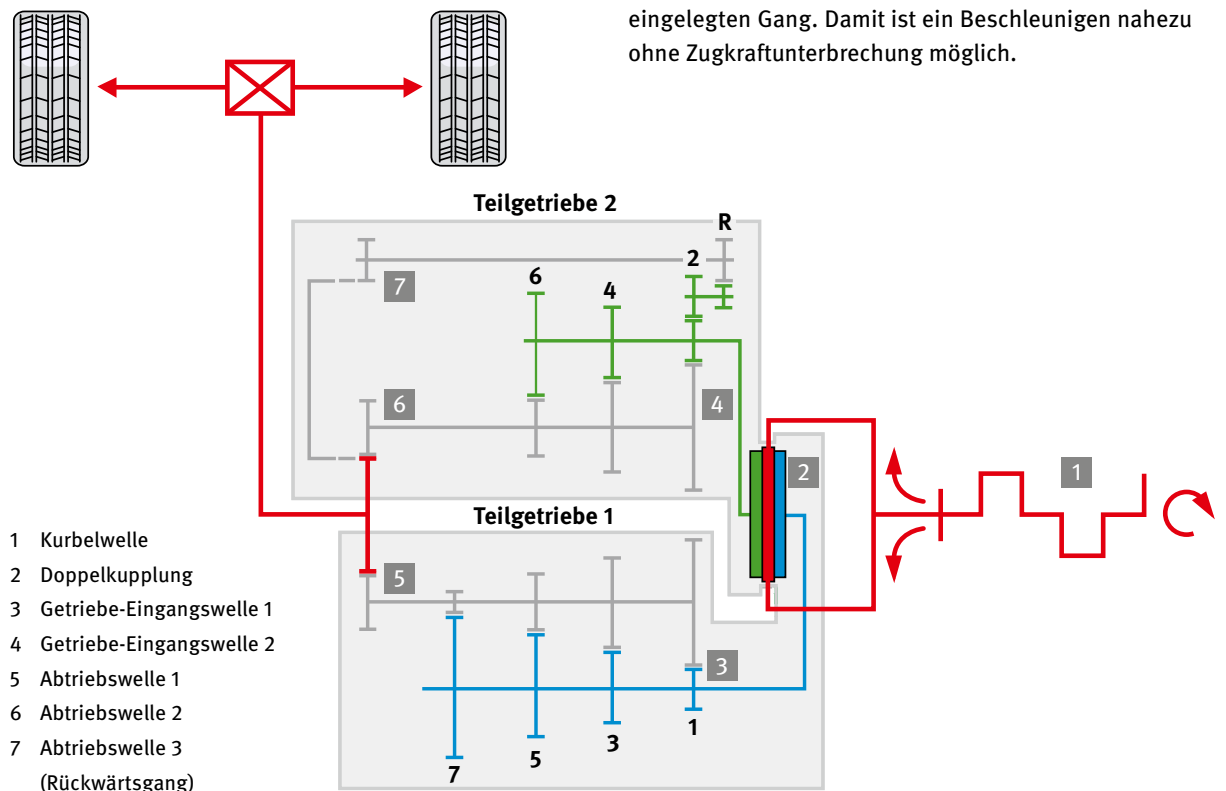 eingelegten Gang. Damit ist ein Beschleunigen nahezu
ohne Zugkraftunterbrechung möglich.
Teilgetriebe 2
R
2
6
4
7
6
4
2
1
Teilgetriebe 1
5
3
1
3
5
7
1 Kurbelwelle
2 Doppelkupplung
3 Getriebe-Eingangswelle 1
4 Getriebe-Eingangswelle 2
5 Abtriebswelle 1
6 Abtriebswelle 2
7 Abtriebswelle 3
(Rückwärtsgang)